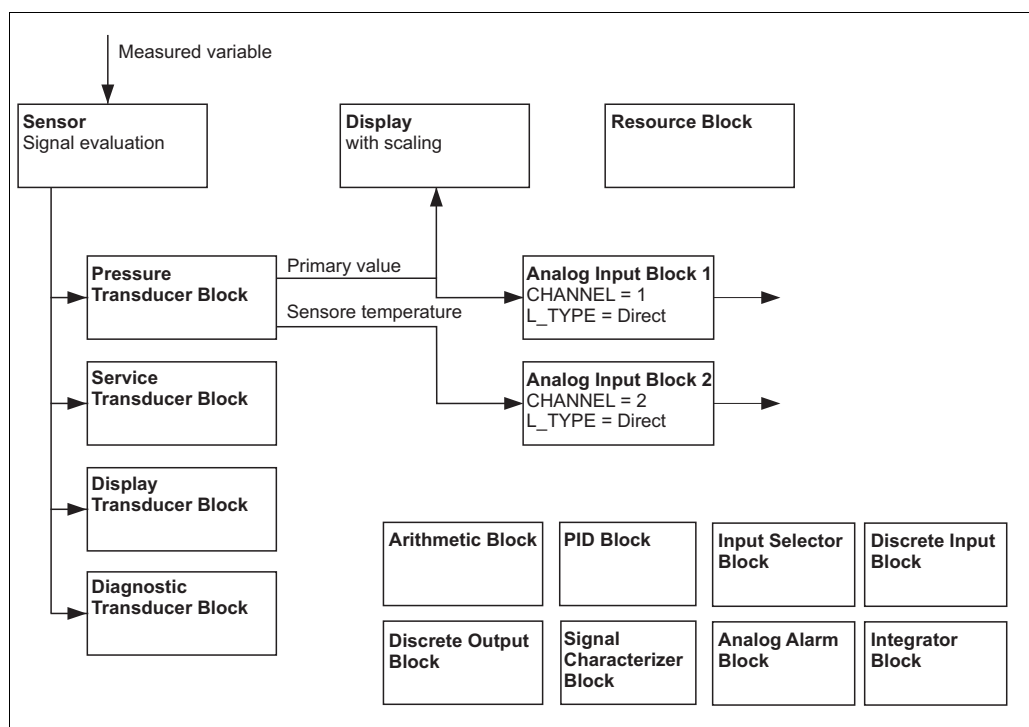 Measured variable
Sensor
Signal evaluation
Display
with scaling
Resource Block
Pressure
Transducer Block
Primary value
Sensore temperature
Analog Input Block 1
CHANNEL = 1
L_TYPE = Direct
Service
Transducer Block
Analog Input Block 2
CHANNEL = 2
L_TYPE = Direct
Display
Transducer Block
Diagnostic
Transducer Block
Arithmetic Block
PID Block
Input Selector
Block
Discrete Input
Block
Discrete Output
Block
Signal
Characterizer
Block
Analog Alarm
Block
Integrator
Block